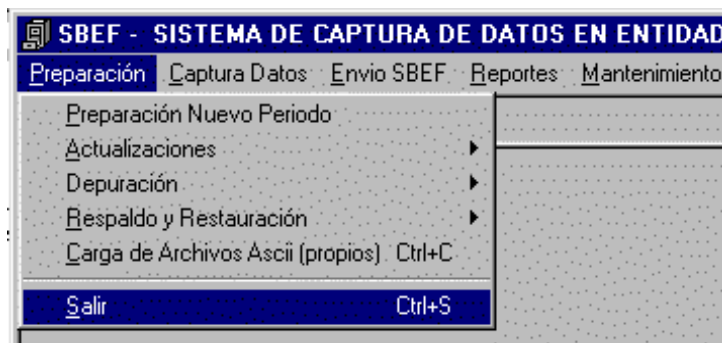 SBEF - SISTEMA DE CAPTURA DE DATOS EN ENTIDAD
Preparación Captura Datos Envio SBEF Reportes Mantenimiento
Preparación Nuevo Periodo
Actualizaciones
Depuración
Respaldo y Restauración
Carga de Archivos Ascii (propios) Ctrl+C
Salir Ctrl+S